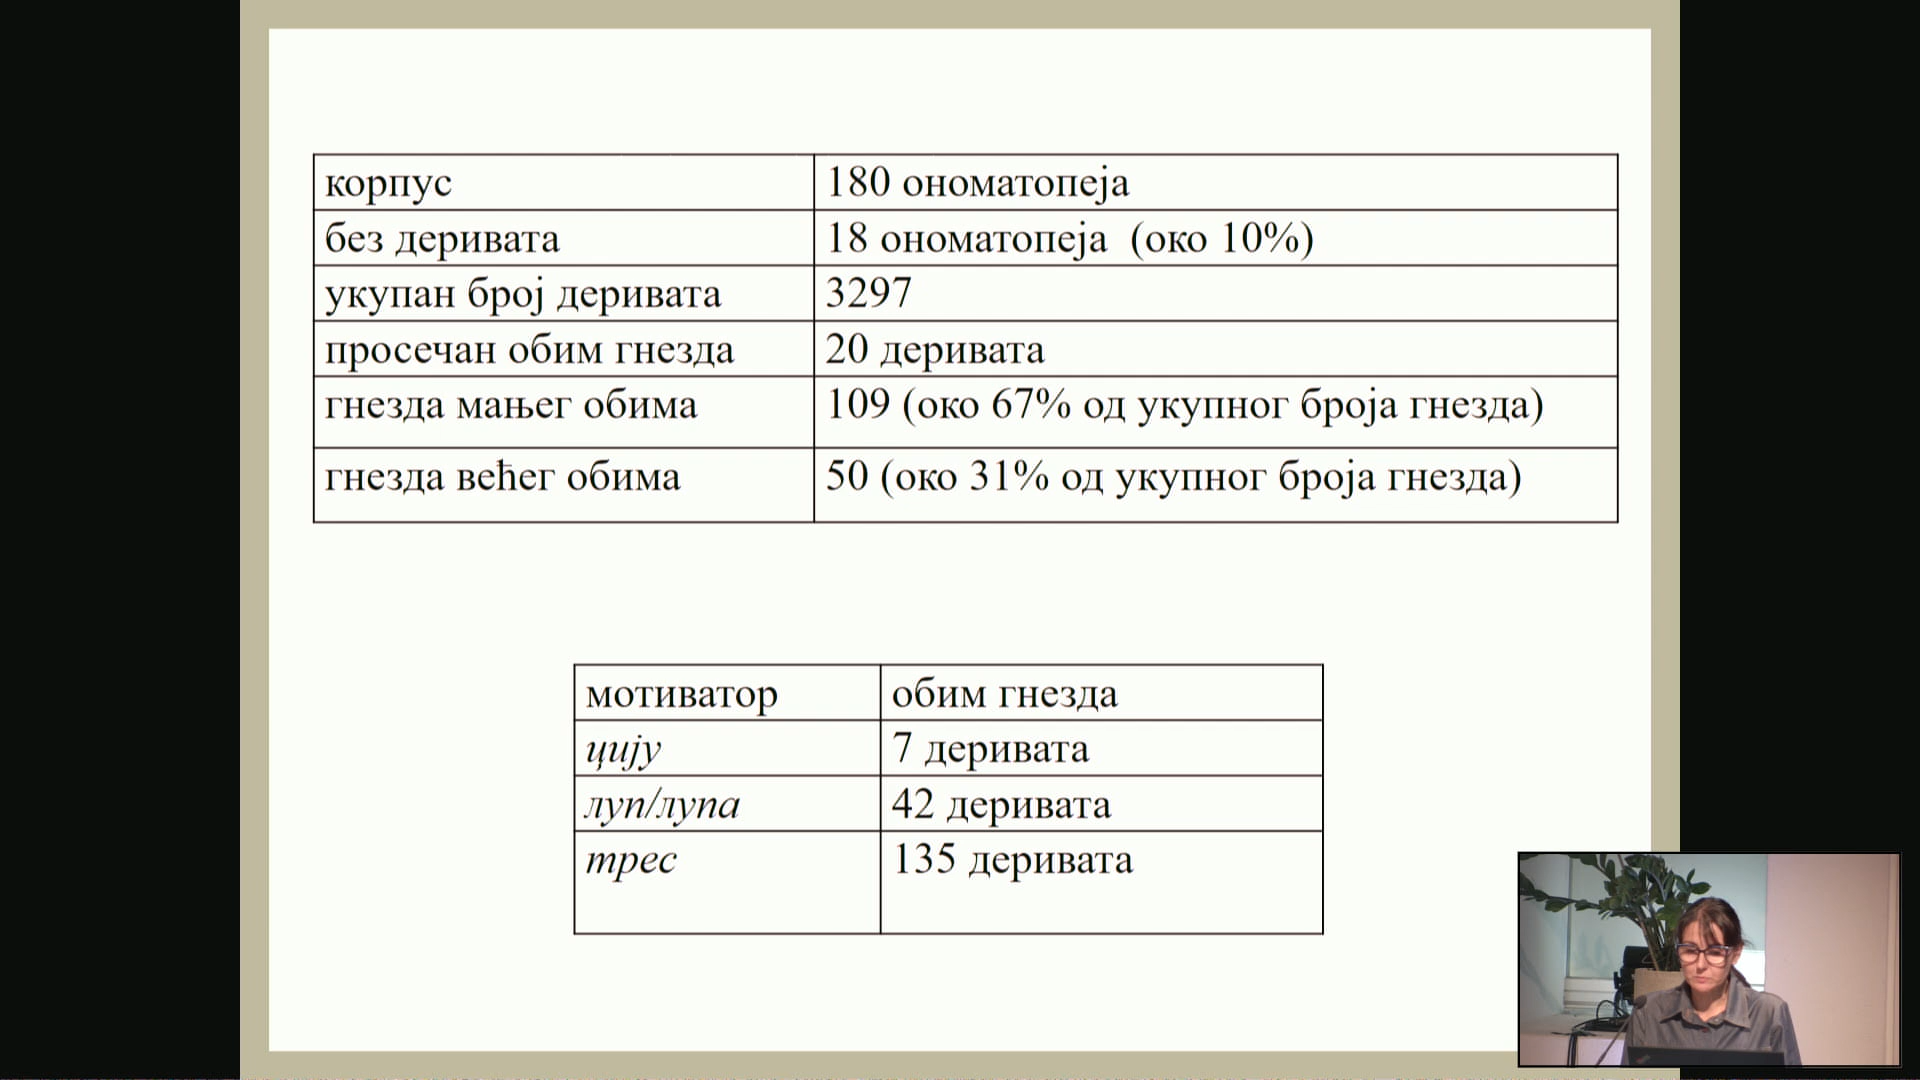 корпус 180 ономатопеја
без деривата 18 ономатопеја (око 10%)
укупан број деривата 3297
просечан обим гнезда 20 деривата
гнезда мањег обима 109 (око 67% од укупног броја гнезда)
гнезда већег обима 50 (око 31% од укупног броја гнезда)
мотиватор обим гнезда
цију 7 деривата
луп/лупа 42 деривата
трес 135 деривата